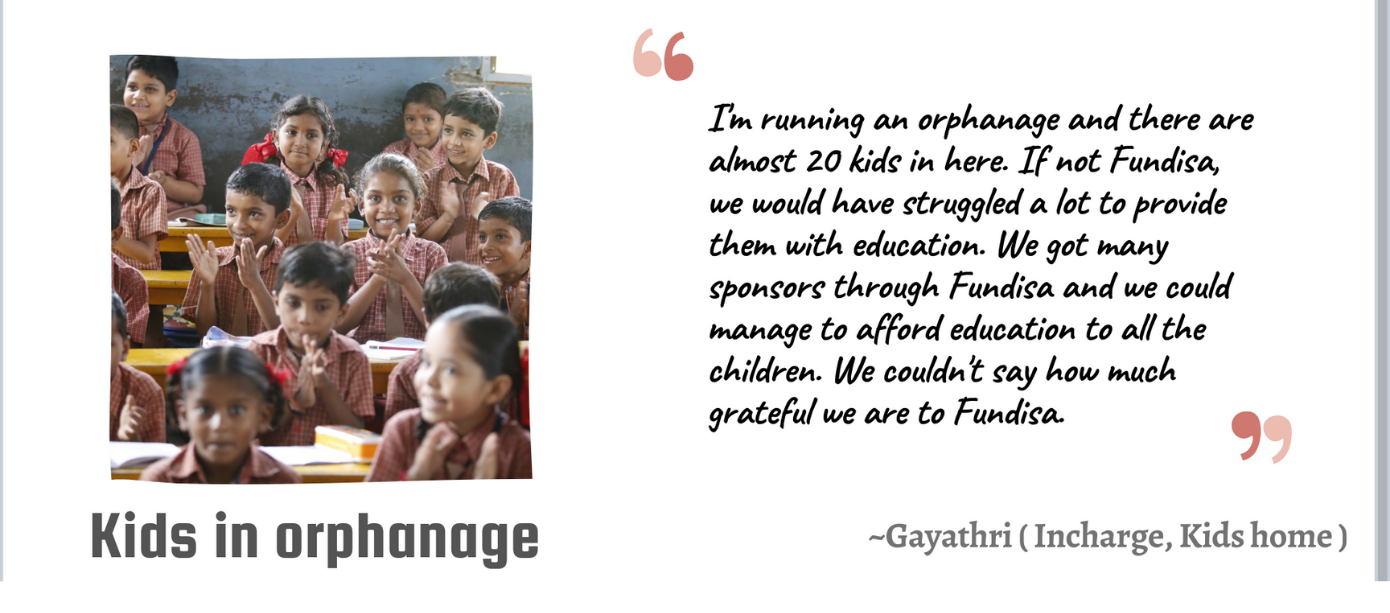 I'm running an orphanage and there are
almost 20 kids in here. If not Fundisa,
we would have struggled a lot to provide
them with education. We got many
sponsors through Fundisa and we could
manage to afford education to all the
children. We couldn't say how much
grateful we are to Fundisa.
Kids in orphanage
~Gayathri ( Incharge, Kids home )